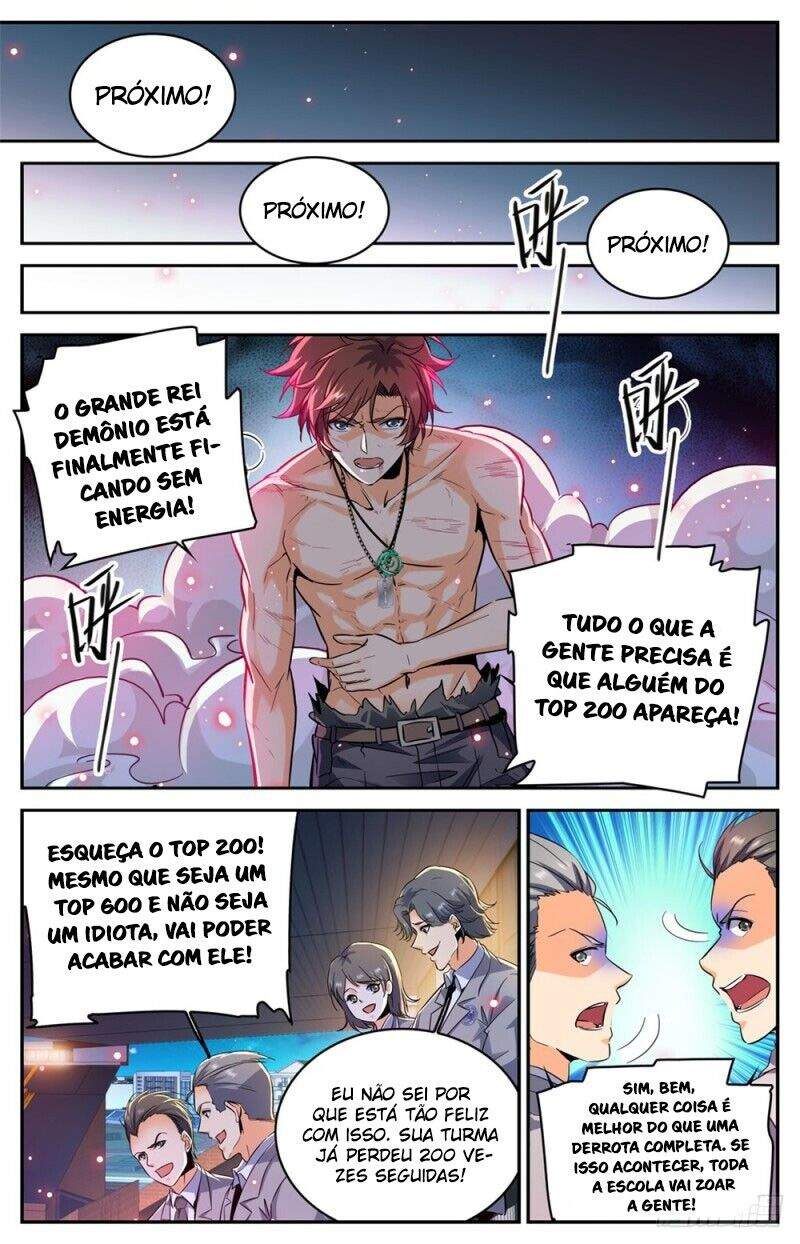 PRÓXIMO!
PRÓXIMO!
PRÓXIMO!
呼
呼
呼
O GRANDE REI
DEMÔNIO ESTÁ
FINALMENTE FI-
CANDO SEM
ENERGIA!
TUDO O QUE A
GENTE PRECISA É
QUE ALGUÉM DO
TOP 200 APAREÇA!
ESQUEÇA O TOP 200!
MESMO QUE SEJA UM
TOP 600 E NÃO SEJA
UM IDIOTA, VAI PODER
ACABAR COM ELE!
EU NÃO SEI POR
QUE ESTÁ TÃO FELIZ
COM ISSO. SUA TURMA
JÁ PERDEU 200 VE-
ZES SEGUIDAS!
SIM, BEM,
QUALQUER COISA É
MELHOR DO QUE UMA
DERROTA COMPLETA. SE
ISSO ACONTECER, TODA
A ESCOLA VAI ZOAR
A GENTE!